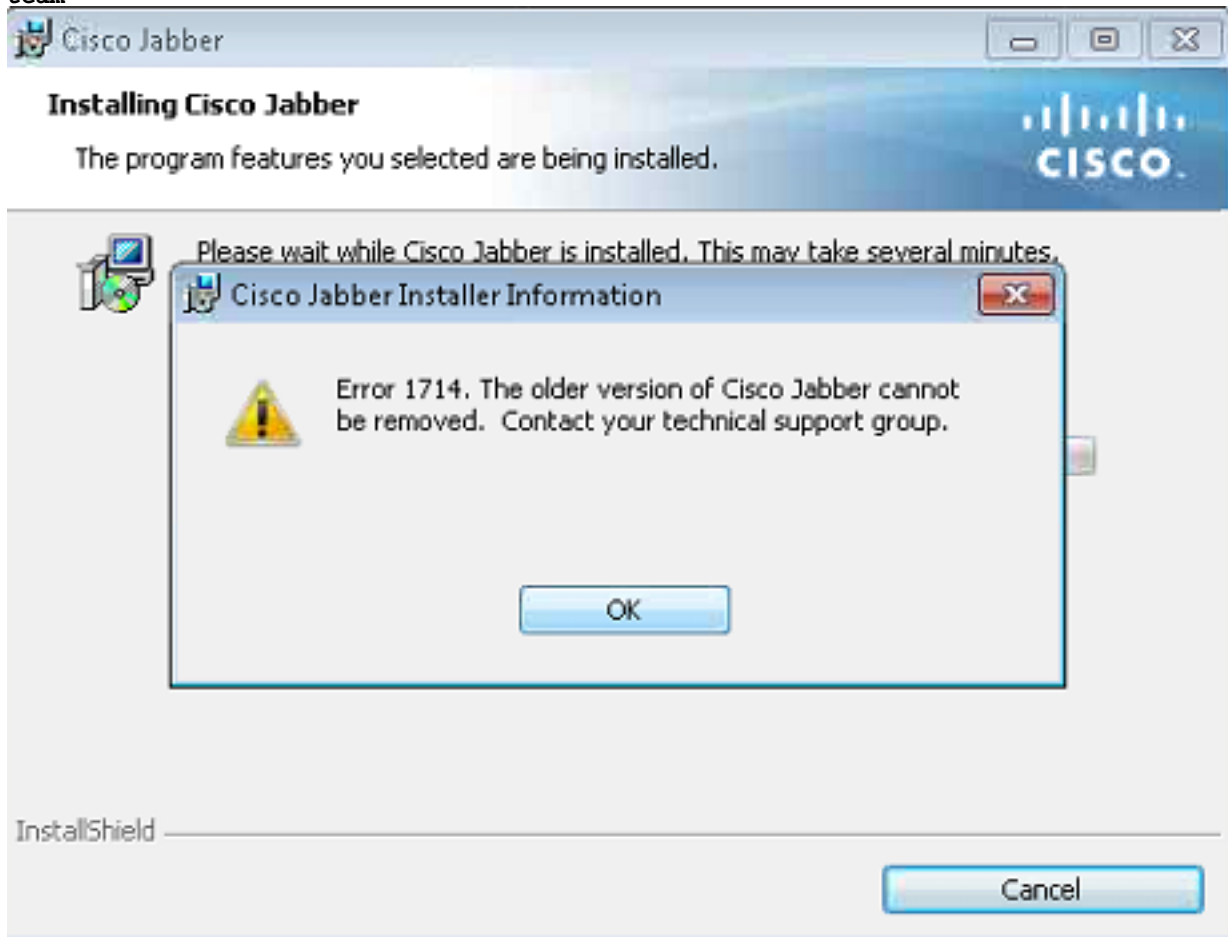 Cisco Jabber
Installing Cisco Jabber
The program features you selected are being installed.
CISCO.
Please wait while Cisco Jabber is installed. This may take several minutes.
Cisco Jabber Installer Information
Error 1714. The older version of Cisco Jabber cannot
be removed. Contact your technical support group.
OK
InstallShield
Cancel